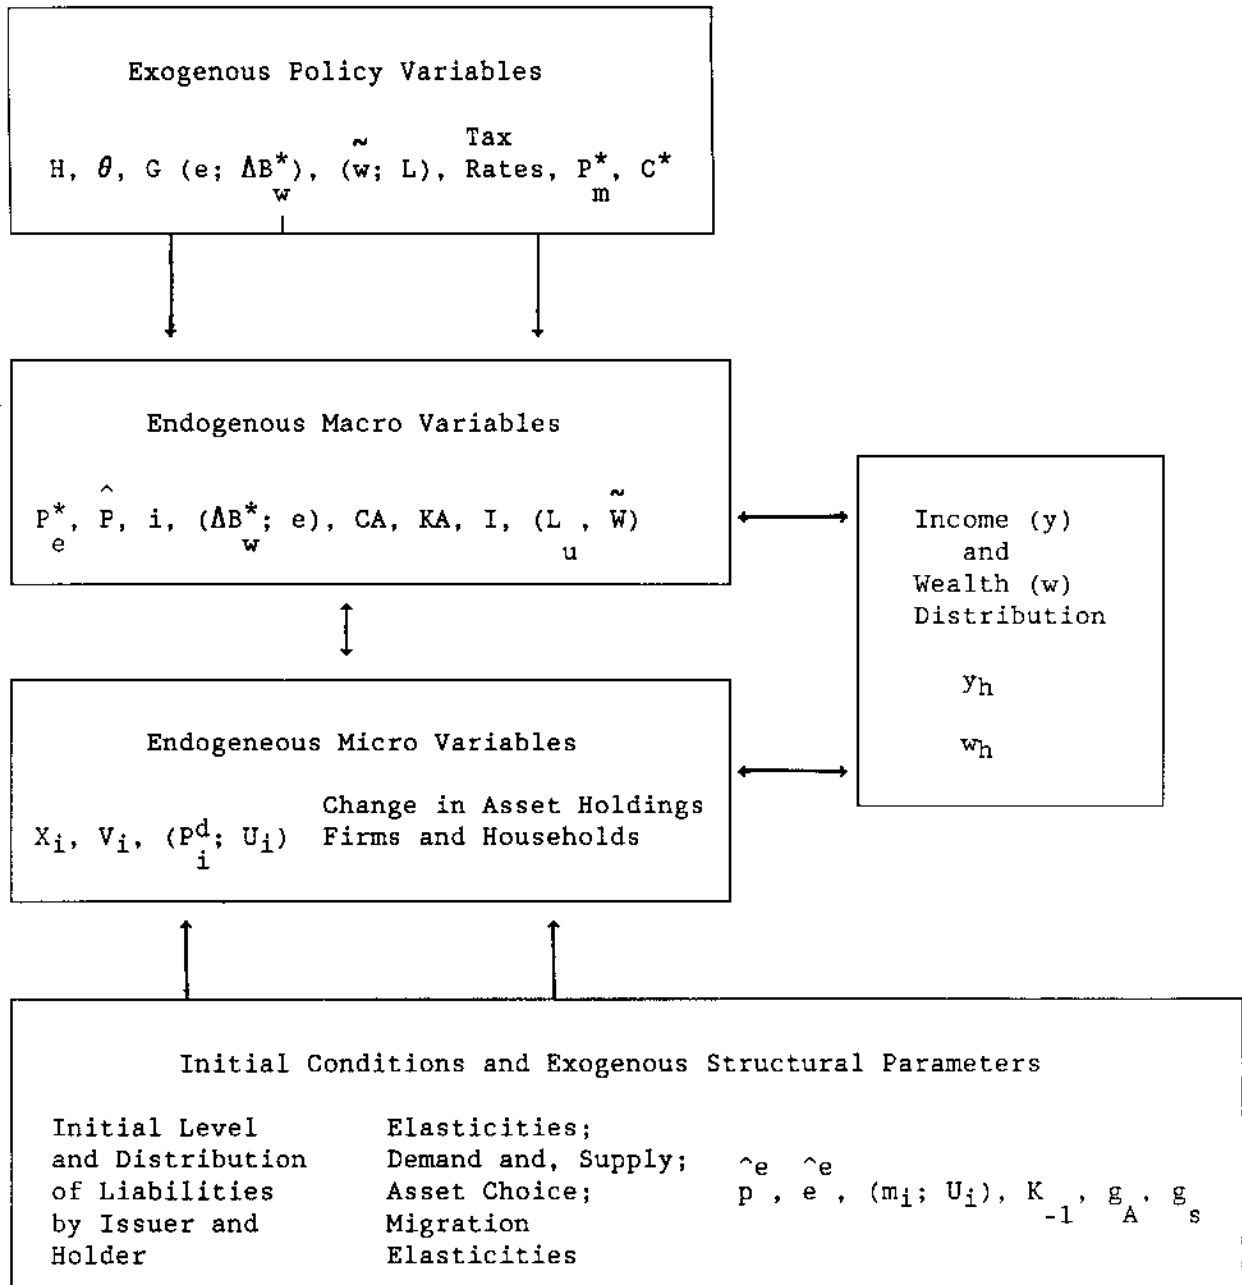 Exogenous Policy Variables
H, θ, G (e; ΔB*w), (w̃; L), Tax Rates, P*m, C*
Endogenous Macro Variables
P*e, P̂, i, (ΔB*w; e), CA, KA, I, (Lu, W̃)
Income (y)
and
Wealth (w)
Distribution
yh
wh
Endogeneous Micro Variables
Change in Asset Holdings
Xi, Vi, (Pdi; Ui) Firms and Households
Initial Conditions and Exogenous Structural Parameters
Initial Level
and Distribution
of Liabilities
by Issuer and
Holder
Elasticities;
Demand and, Supply;
Asset Choice;
Migration
Elasticities
p̂e, êe, (mi; Ui), K-1, gA, gs